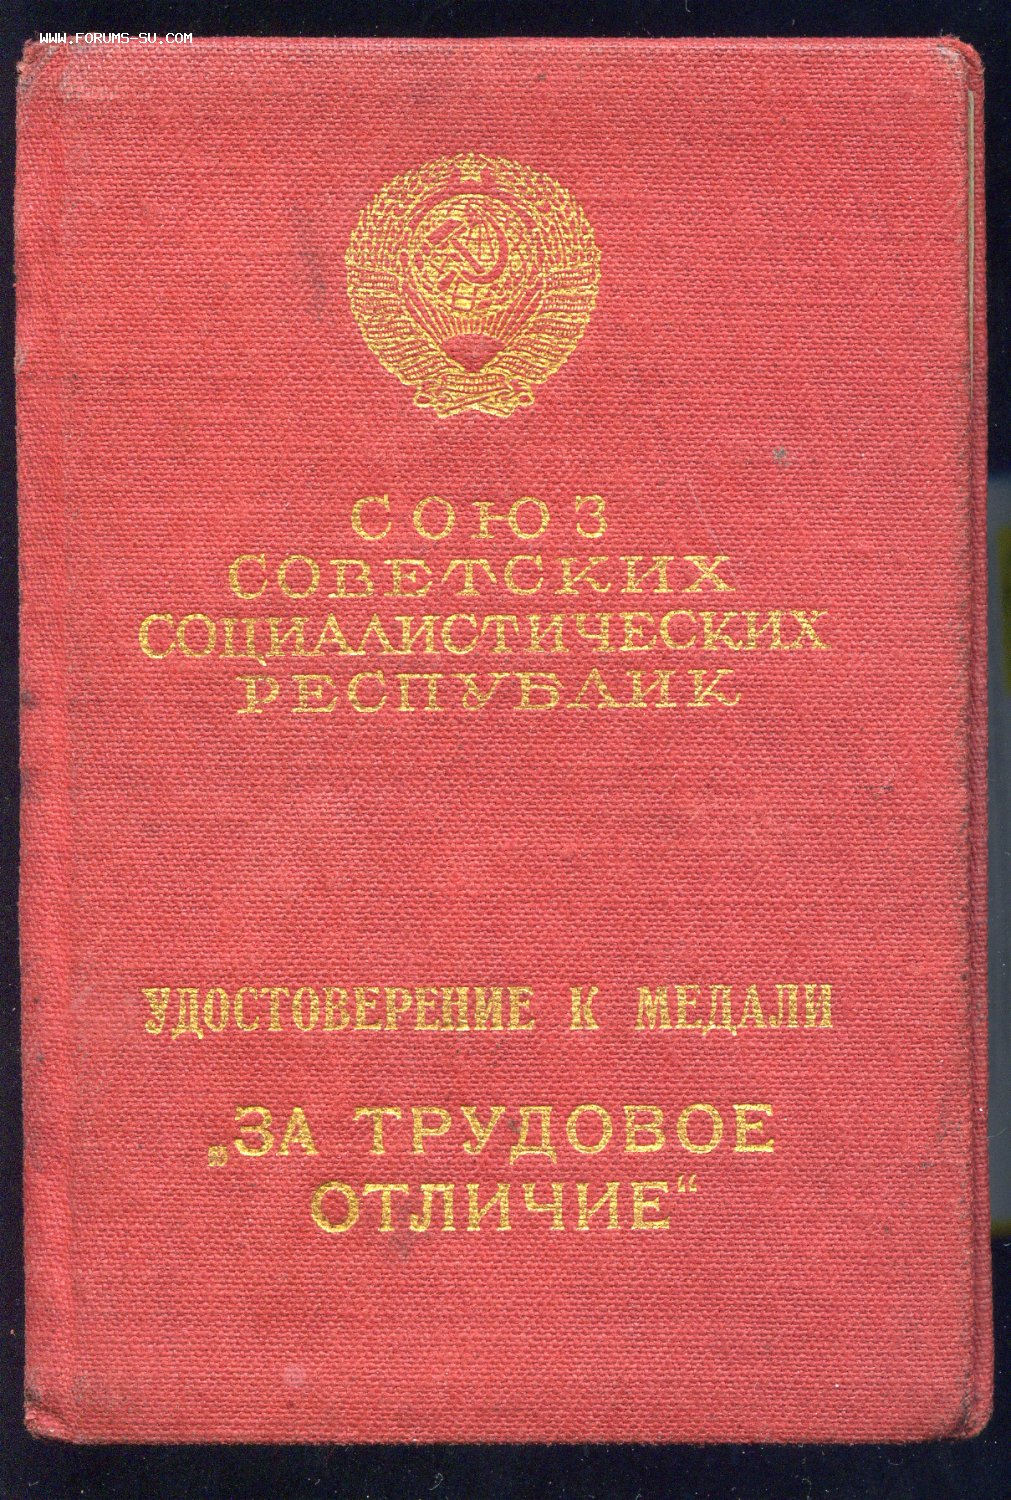 WWW.FORUMS-SU.COM
СОЮЗ
СОВЕТСКИХ
СОЦИАЛИСТИЧЕСКИХ
РЕСПУБЛИК
УДОСТОВЕРЕНИЕ К МЕДАЛИ
„ЗА ТРУДОВОЕ
ОТЛИЧИЕ“